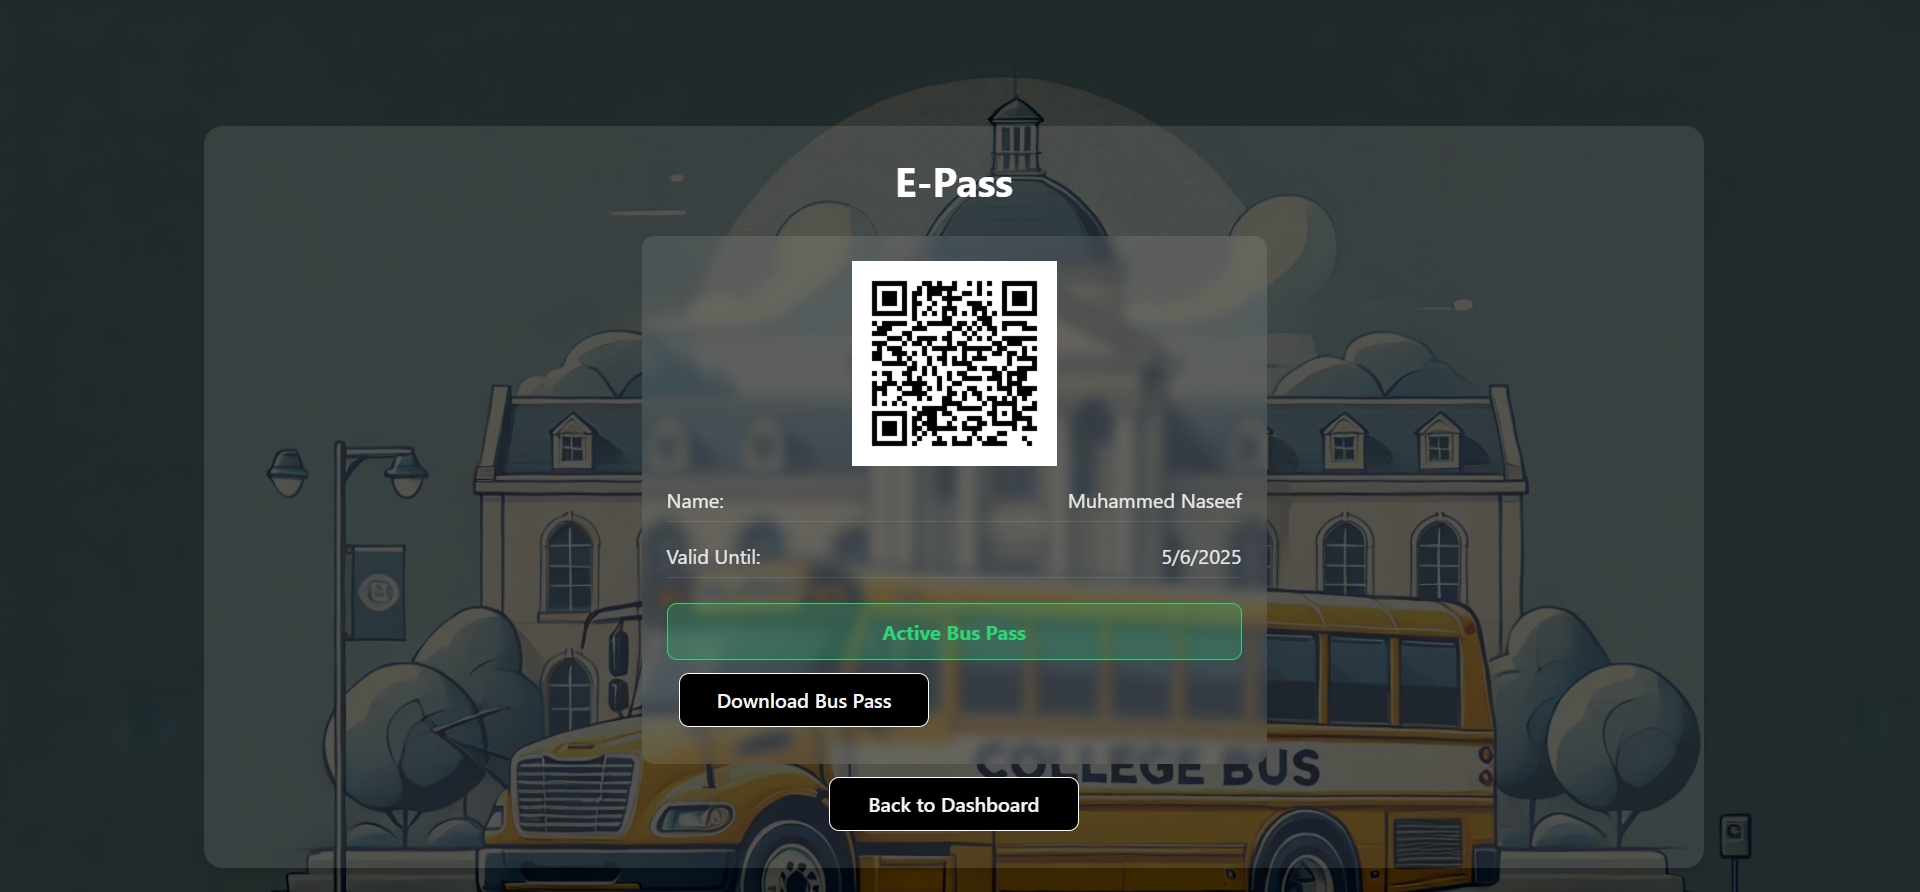 E-Pass
Name: Muhammed Naseef
Valid Until: 5/6/2025
Active Bus Pass
Download Bus Pass
COLLEGE BUS
Back to Dashboard